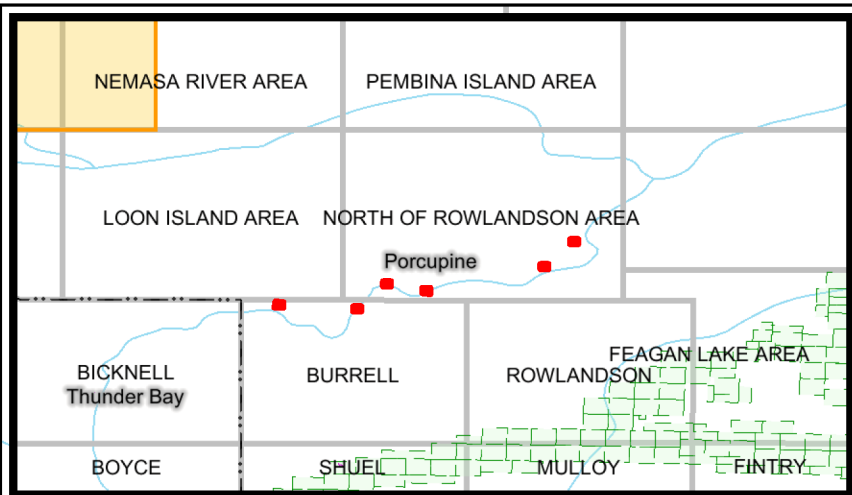 NEMASA RIVER AREA
PEMBINA ISLAND AREA
LOON ISLAND AREA
NORTH OF ROWLANDSON AREA
Porcupine
FEAGAN LAKE AREA
BICKNELL
BURRELL
ROWLANDSON
Thunder Bay
BOYCE
SHUEL
MULLOY
FINTRY